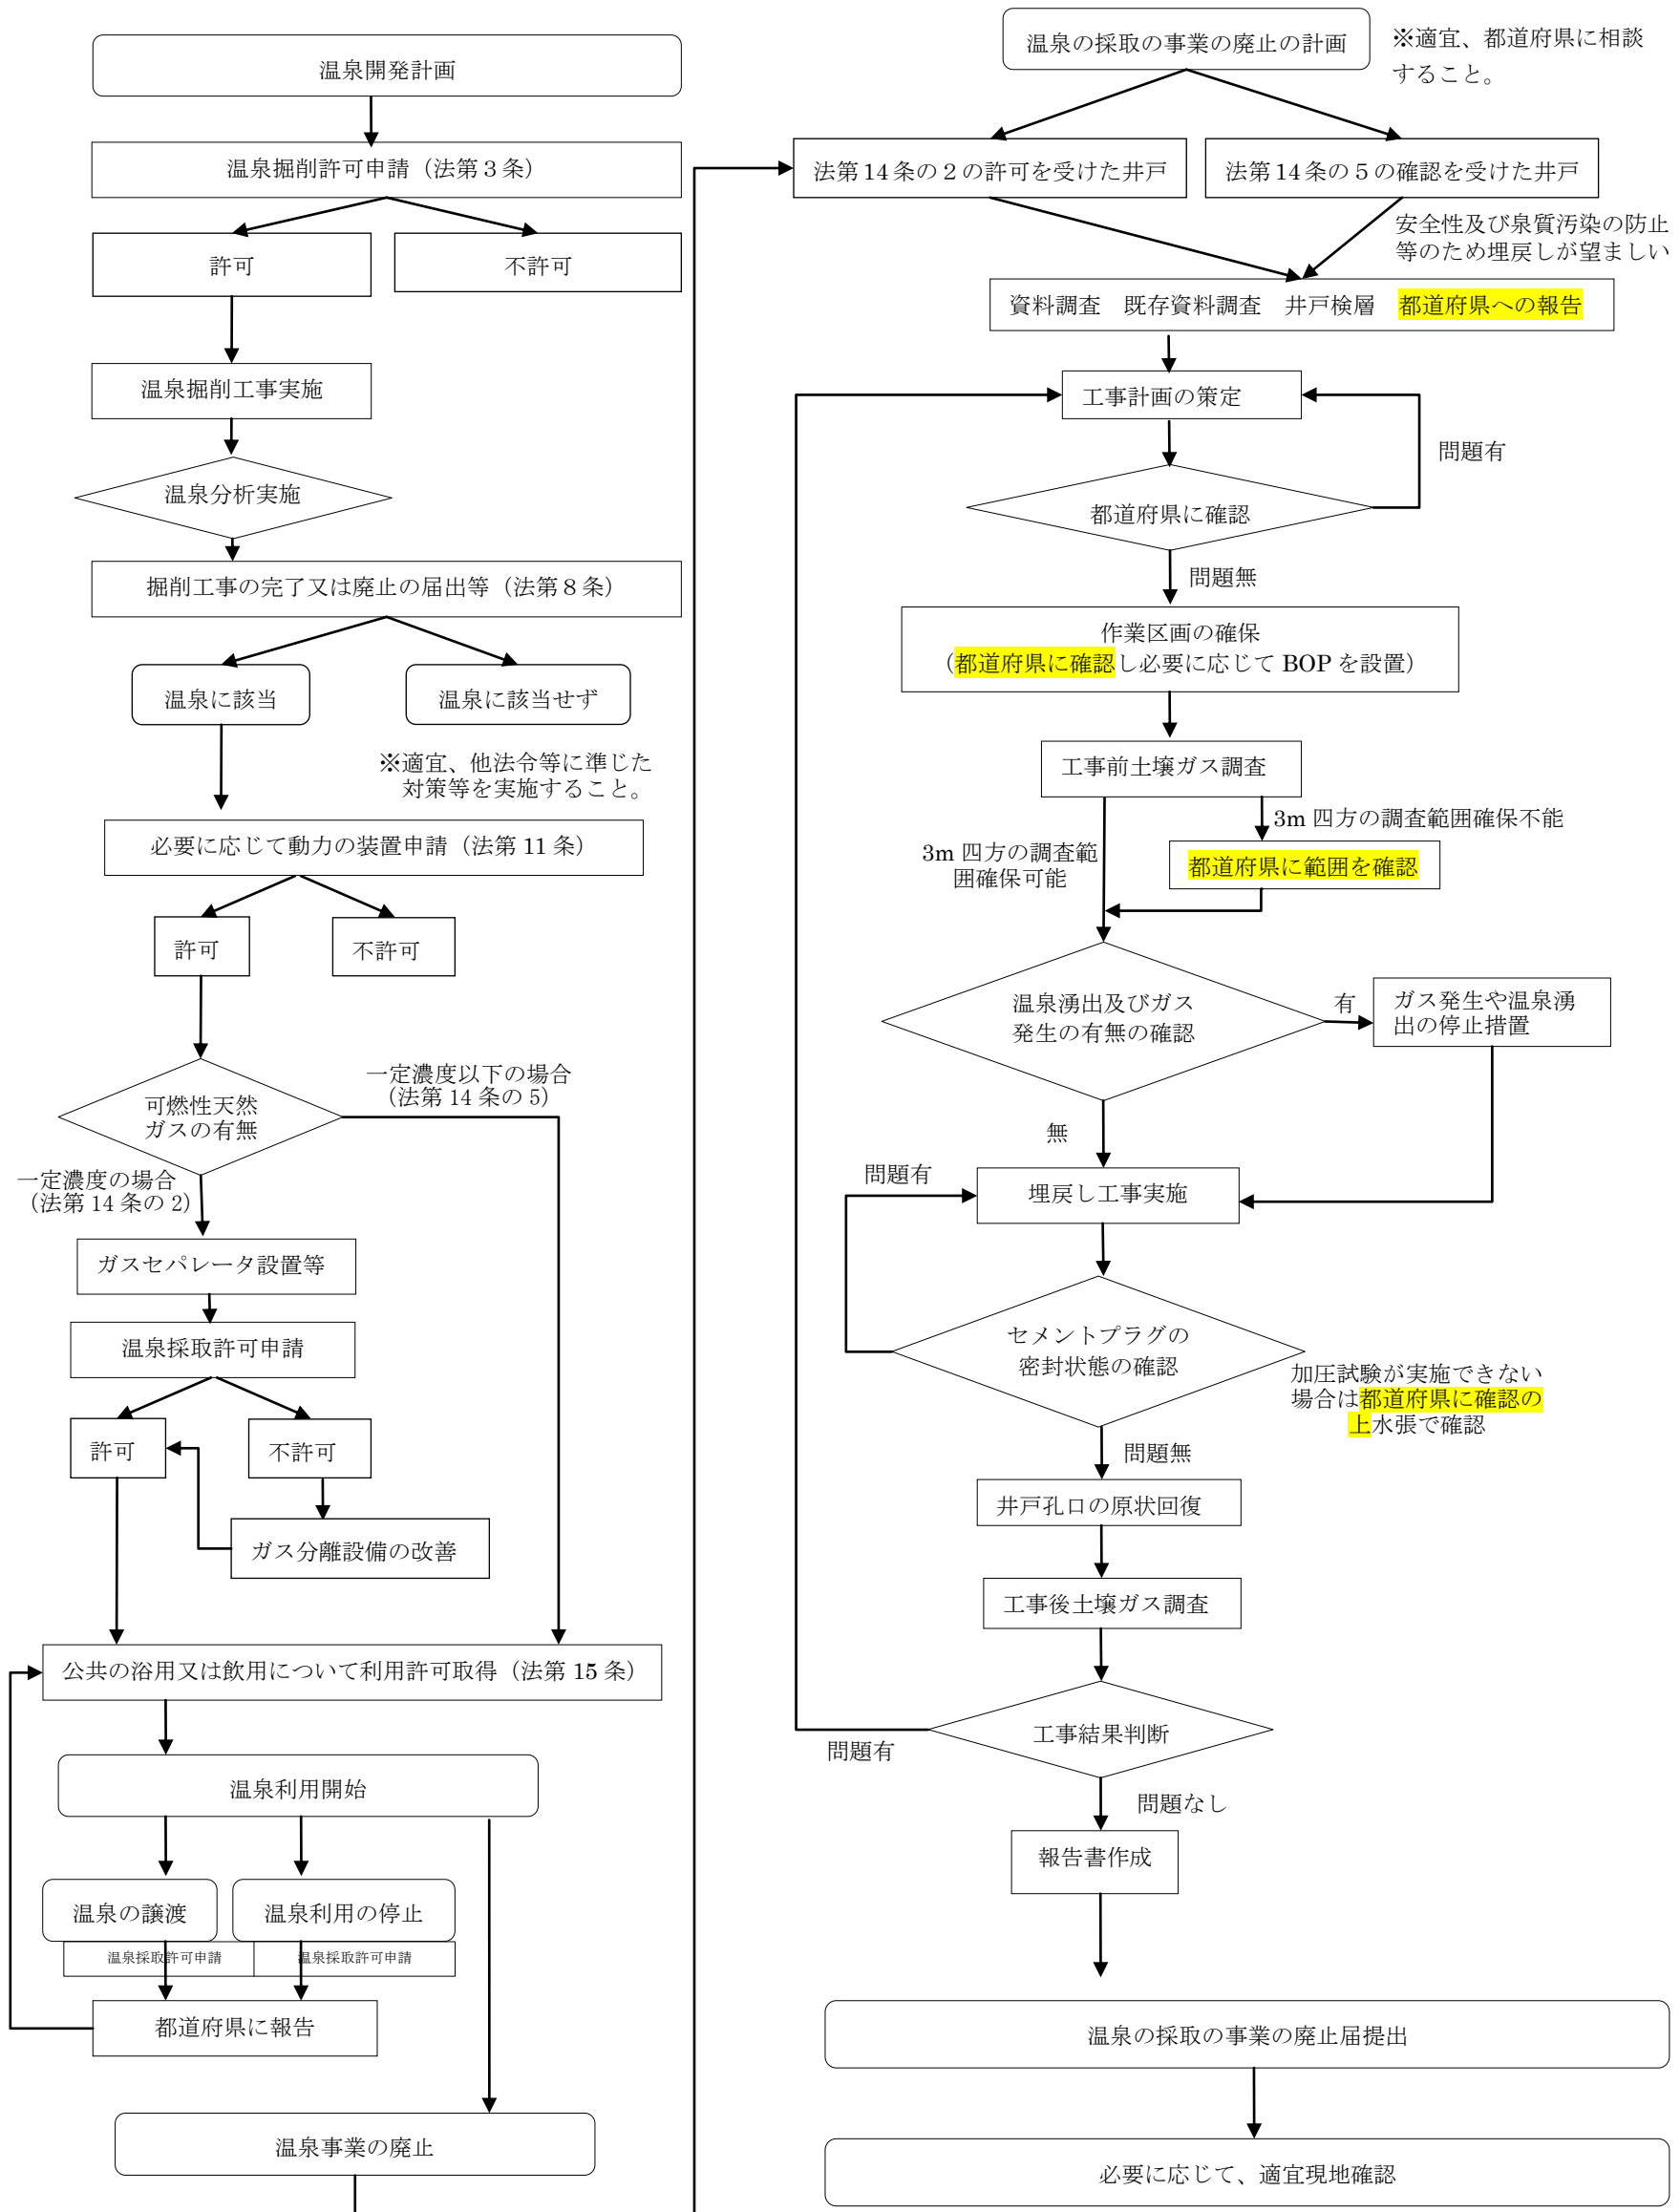 温泉開発計画
温泉掘削許可申請（法第３条）
許可
不許可
温泉掘削工事実施
温泉分析実施
掘削工事の完了又は廃止の届出等（法第８条）
温泉に該当
温泉に該当せず
※適宜、他法令等に準じた
対策等を実施すること。
必要に応じて動力の装置申請（法第 11 条）
許可
不許可
一定濃度以下の場合
（法第 14 条の 5）
可燃性天然
ガスの有無
一定濃度の場合
（法第 14 条の 2）
ガスセパレータ設置等
温泉採取許可申請
許可
不許可
ガス分離設備の改善
公共の浴用又は飲用について利用許可取得（法第 15 条）
温泉利用開始
温泉の譲渡
温泉利用の停止
温泉採取許可申請
温泉採取許可申請
都道府県に報告
温泉事業の廃止
温泉の採取の事業の廃止の計画
※適宜、都道府県に相談
すること。
法第 14 条の２の許可を受けた井戸
法第 14 条の５の確認を受けた井戸
安全性及び泉質汚染の防止
等のため埋戻しが望ましい
資料調査　既存資料調査　井戸検層　都道府県への報告
工事計画の策定
問題有
都道府県に確認
問題無
作業区画の確保
（都道府県に確認し必要に応じて BOP を設置）
工事前土壌ガス調査
3m 四方の調査範囲確保不能
3m 四方の調査範
囲確保可能
都道府県に範囲を確認
温泉湧出及びガス
発生の有無の確認
有
ガス発生や温泉湧
出の停止措置
無
問題有
埋戻し工事実施
セメントプラグの
密封状態の確認
加圧試験が実施できない
場合は都道府県に確認の
上水張で確認
問題無
井戸孔口の原状回復
工事後土壌ガス調査
工事結果判断
問題有
問題なし
報告書作成
温泉の採取の事業の廃止届提出
必要に応じて、適宜現地確認